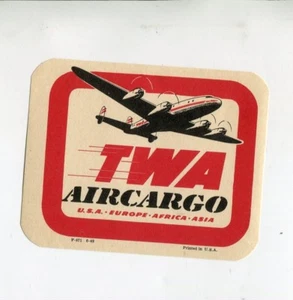 TWA
AIRCARGO
U.S.A. · EUROPE · AFRICA · ASIA
Printed in U.S.A.